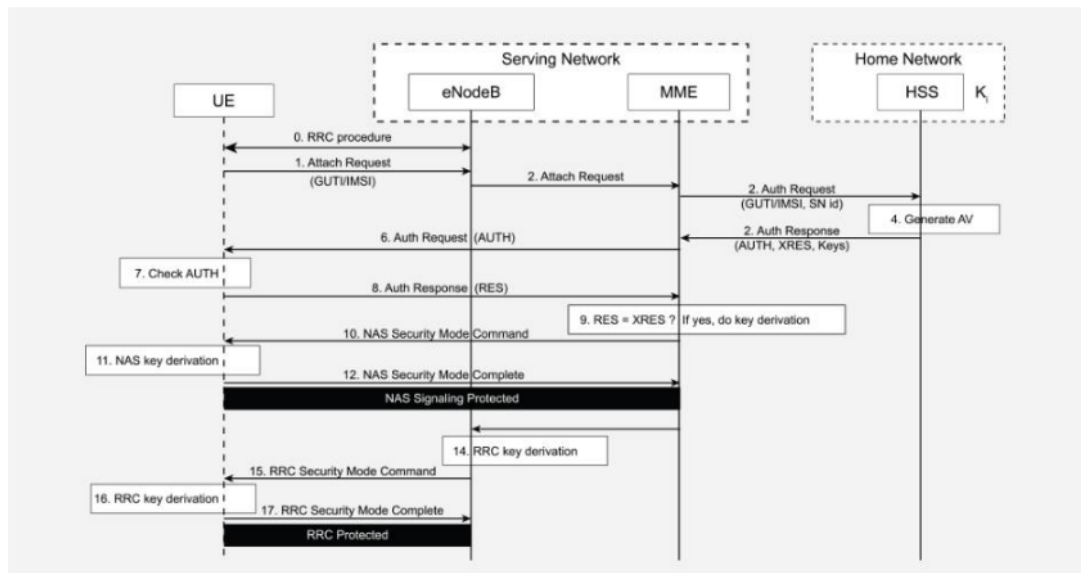 Serving Network
Home Network
UE
eNodeB
MME
HSS
Ki
0. RRC procedure
1. Attach Request
(GUTI/IMSI)
2. Attach Request
2. Auth Request
(GUTI/IMSI, SN id)
4. Generate AV
2. Auth Response
(AUTH, XRES, Keys)
6. Auth Request (AUTH)
7. Check AUTH
8. Auth Response (RES)
9. RES = XRES ? If yes, do key derivation
10. NAS Security Mode Command
11. NAS key derivation
12. NAS Security Mode Complete
NAS Signaling Protected
14. RRC key derivation
15. RRC Security Mode Command
16. RRC key derivation
17. RRC Security Mode Complete
RRC Protected